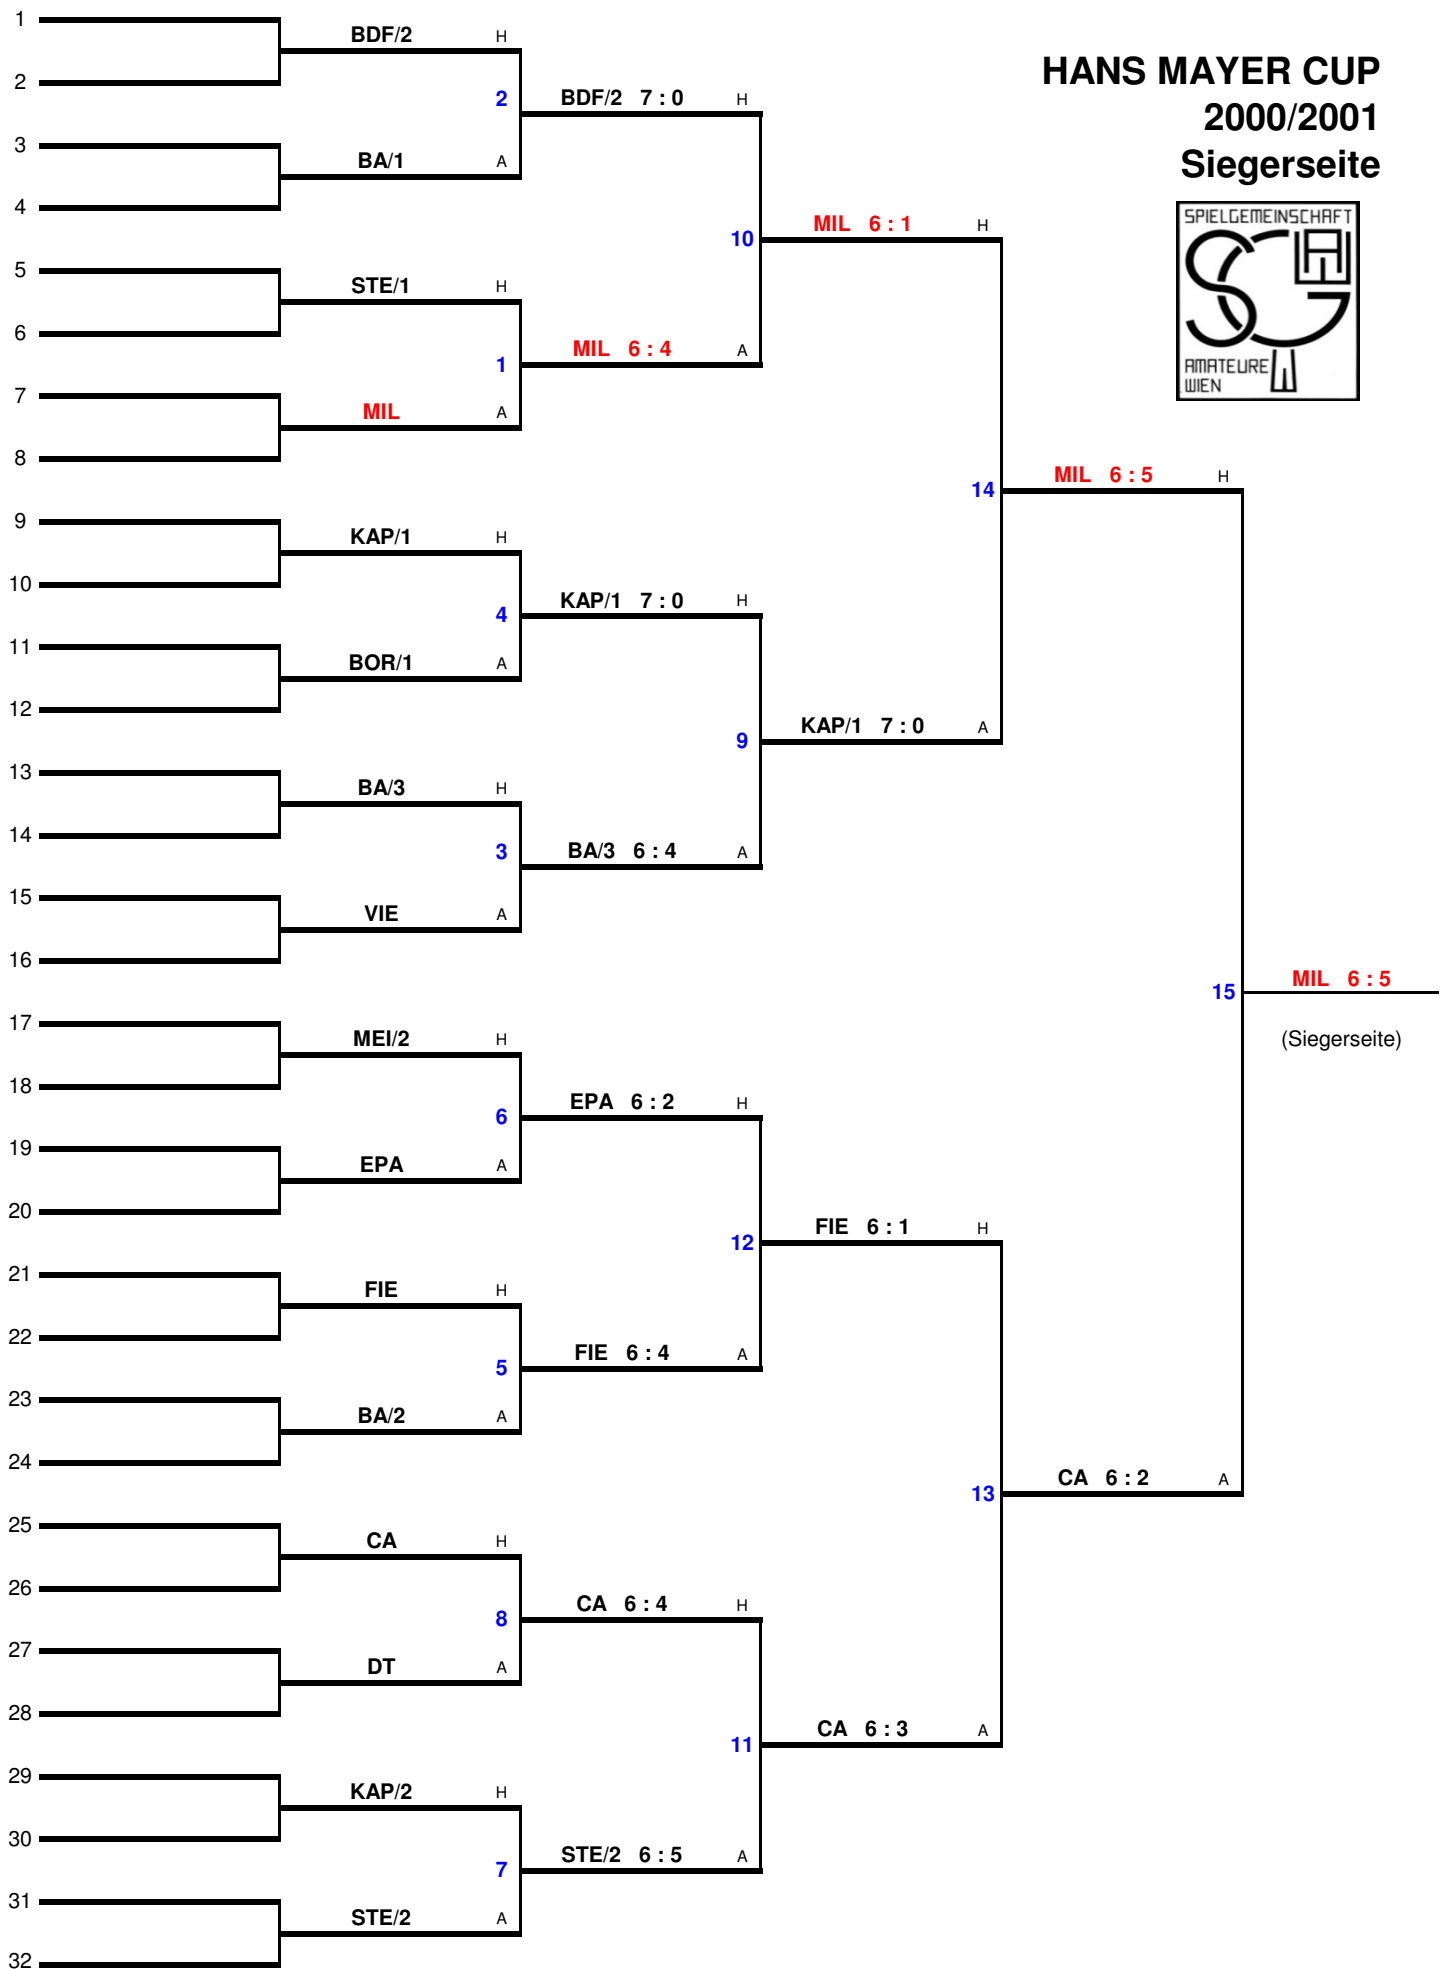 1
BDF/2 H
HANS MAYER CUP
2
2 BDF/2 7 : 0 H
2000/2001
3
BA/1 A
Siegerseite
4
SPIELGEMEINSCHAFT
SCG
AW
10 MIL 6 : 1 H
5
STE/1 H
6
MIL 6 : 4 A
1
AMATEURE
WIEN
7
MIL A
8
14 MIL 6 : 5 H
9
KAP/1 H
10
4 KAP/1 7 : 0 H
11
BOR/1 A
12
9 KAP/1 7 : 0 A
13
BA/3 H
14
3 BA/3 6 : 4 A
15
VIE A
16
15 MIL 6 : 5
(Siegerseite)
17
MEI/2 H
18
6 EPA 6 : 2 H
19
EPA A
20
12 FIE 6 : 1 H
21
FIE H
22
5 FIE 6 : 4 A
23
BA/2 A
24
13 CA 6 : 2 A
25
CA H
26
8 CA 6 : 4 H
27
DT A
28
11 CA 6 : 3 A
29
KAP/2 H
30
7 STE/2 6 : 5 A
31
STE/2 A
32